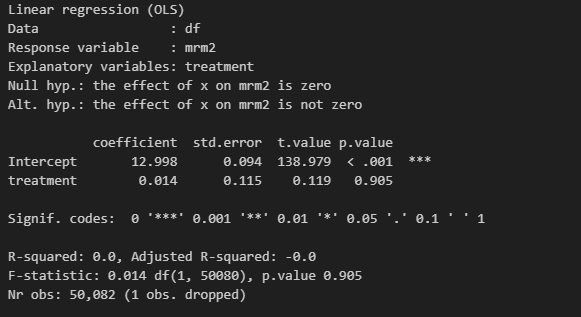 Linear regression (OLS)
Data                 : df
Response variable    : mrm2
Explanatory variables: treatment
Null hyp.: the effect of x on mrm2 is zero
Alt. hyp.: the effect of x on mrm2 is not zero

           coefficient  std.error  t.value p.value
Intercept       12.998      0.094  138.979  < .001  ***
treatment        0.014      0.115    0.119   0.905

Signif. codes:  0 '***' 0.001 '**' 0.01 '*' 0.05 '.' 0.1 ' ' 1

R-squared: 0.0, Adjusted R-squared: -0.0
F-statistic: 0.014 df(1, 50080), p.value 0.905
Nr obs: 50,082 (1 obs. dropped)